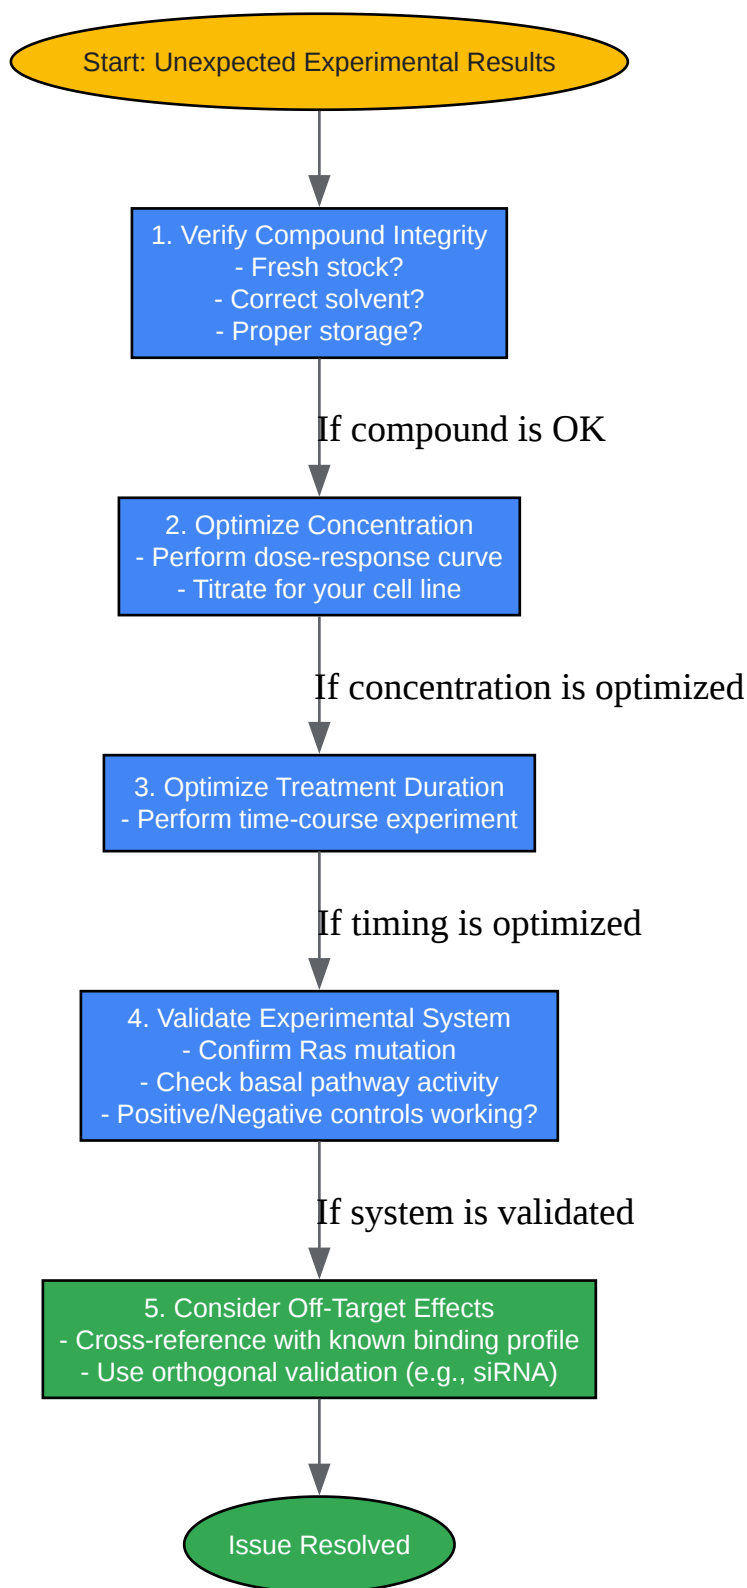 Start: Unexpected Experimental Results
1. Verify Compound Integrity
- Fresh stock?
- Correct solvent?
- Proper storage?
If compound is OK
2. Optimize Concentration
- Perform dose-response curve
- Titrate for your cell line
If concentration is optimized
3. Optimize Treatment Duration
- Perform time-course experiment
If timing is optimized
4. Validate Experimental System
- Confirm Ras mutation
- Check basal pathway activity
- Positive/Negative controls working?
If system is validated
5. Consider Off-Target Effects
- Cross-reference with known binding profile
- Use orthogonal validation (e.g., siRNA)
Issue Resolved